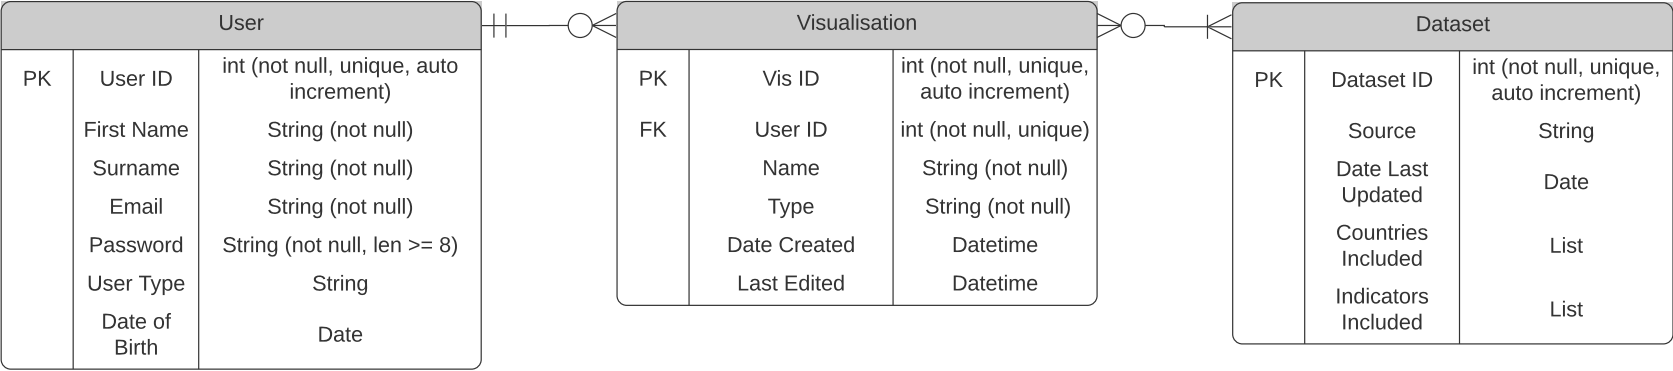 User
PK
User ID
int (not null, unique, auto
increment)
First Name
String (not null)
Surname
String (not null)
Email
String (not null)
Password
String (not null, len >= 8)
User Type
String
Date of
Birth
Date
Visualisation
PK
Vis ID
int (not null, unique,
auto increment)
FK
User ID
int (not null, unique)
Name
String (not null)
Type
String (not null)
Date Created
Datetime
Last Edited
Datetime
Dataset
PK
Dataset ID
int (not null, unique,
auto increment)
Source
String
Date Last
Updated
Date
Countries
Included
List
Indicators
Included
List